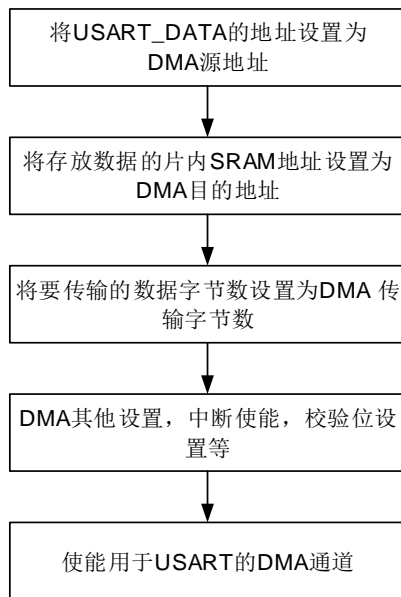 将USART_DATA的地址设置为
DMA源地址
将存放数据的片内SRAM地址设置为
DMA目的地址
将要传输的数据字节数设置为DMA 传
输字节数
DMA其他设置，中断使能，校验位设
置等
使能用于USART的DMA通道